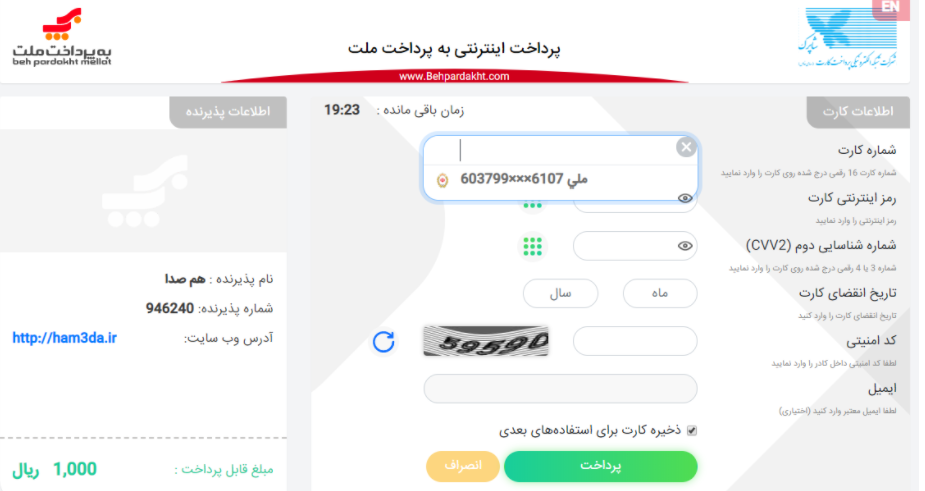 EN
شاپرک
به‌پرداخت ملت
beh pardakht mellat
پرداخت اینترنتی به پرداخت ملت
www.Behpardakht.com
اطلاعات کارت
زمان باقی مانده : 19:23
شماره کارت
شماره کارت 16 رقمی درج شده روی کارت را وارد نمایید
ملي 6107×××603799
رمز اینترنتی کارت
رمز اینترنتی را وارد نمایید
شماره شناسایی دوم (CVV2)
شماره 3 یا 4 رقمی درج شده روی کارت را وارد نمایید
تاریخ انقضای کارت
تاریخ انقضای کارت را وارد کنید
ماه
سال
کد امنیتی
لطفا کد امنیتی داخل کادر را وارد نمایید
59590
ایمیل
لطفا ایمیل معتبر وارد کنید (اختیاری)
ذخیره کارت برای استفاده‌های بعدی
پرداخت
انصراف
اطلاعات پذیرنده
نام پذیرنده : هم صدا
شماره پذیرنده: 946240
آدرس وب سایت: http://ham3da.ir
مبلغ قابل پرداخت : 1,000 ریال